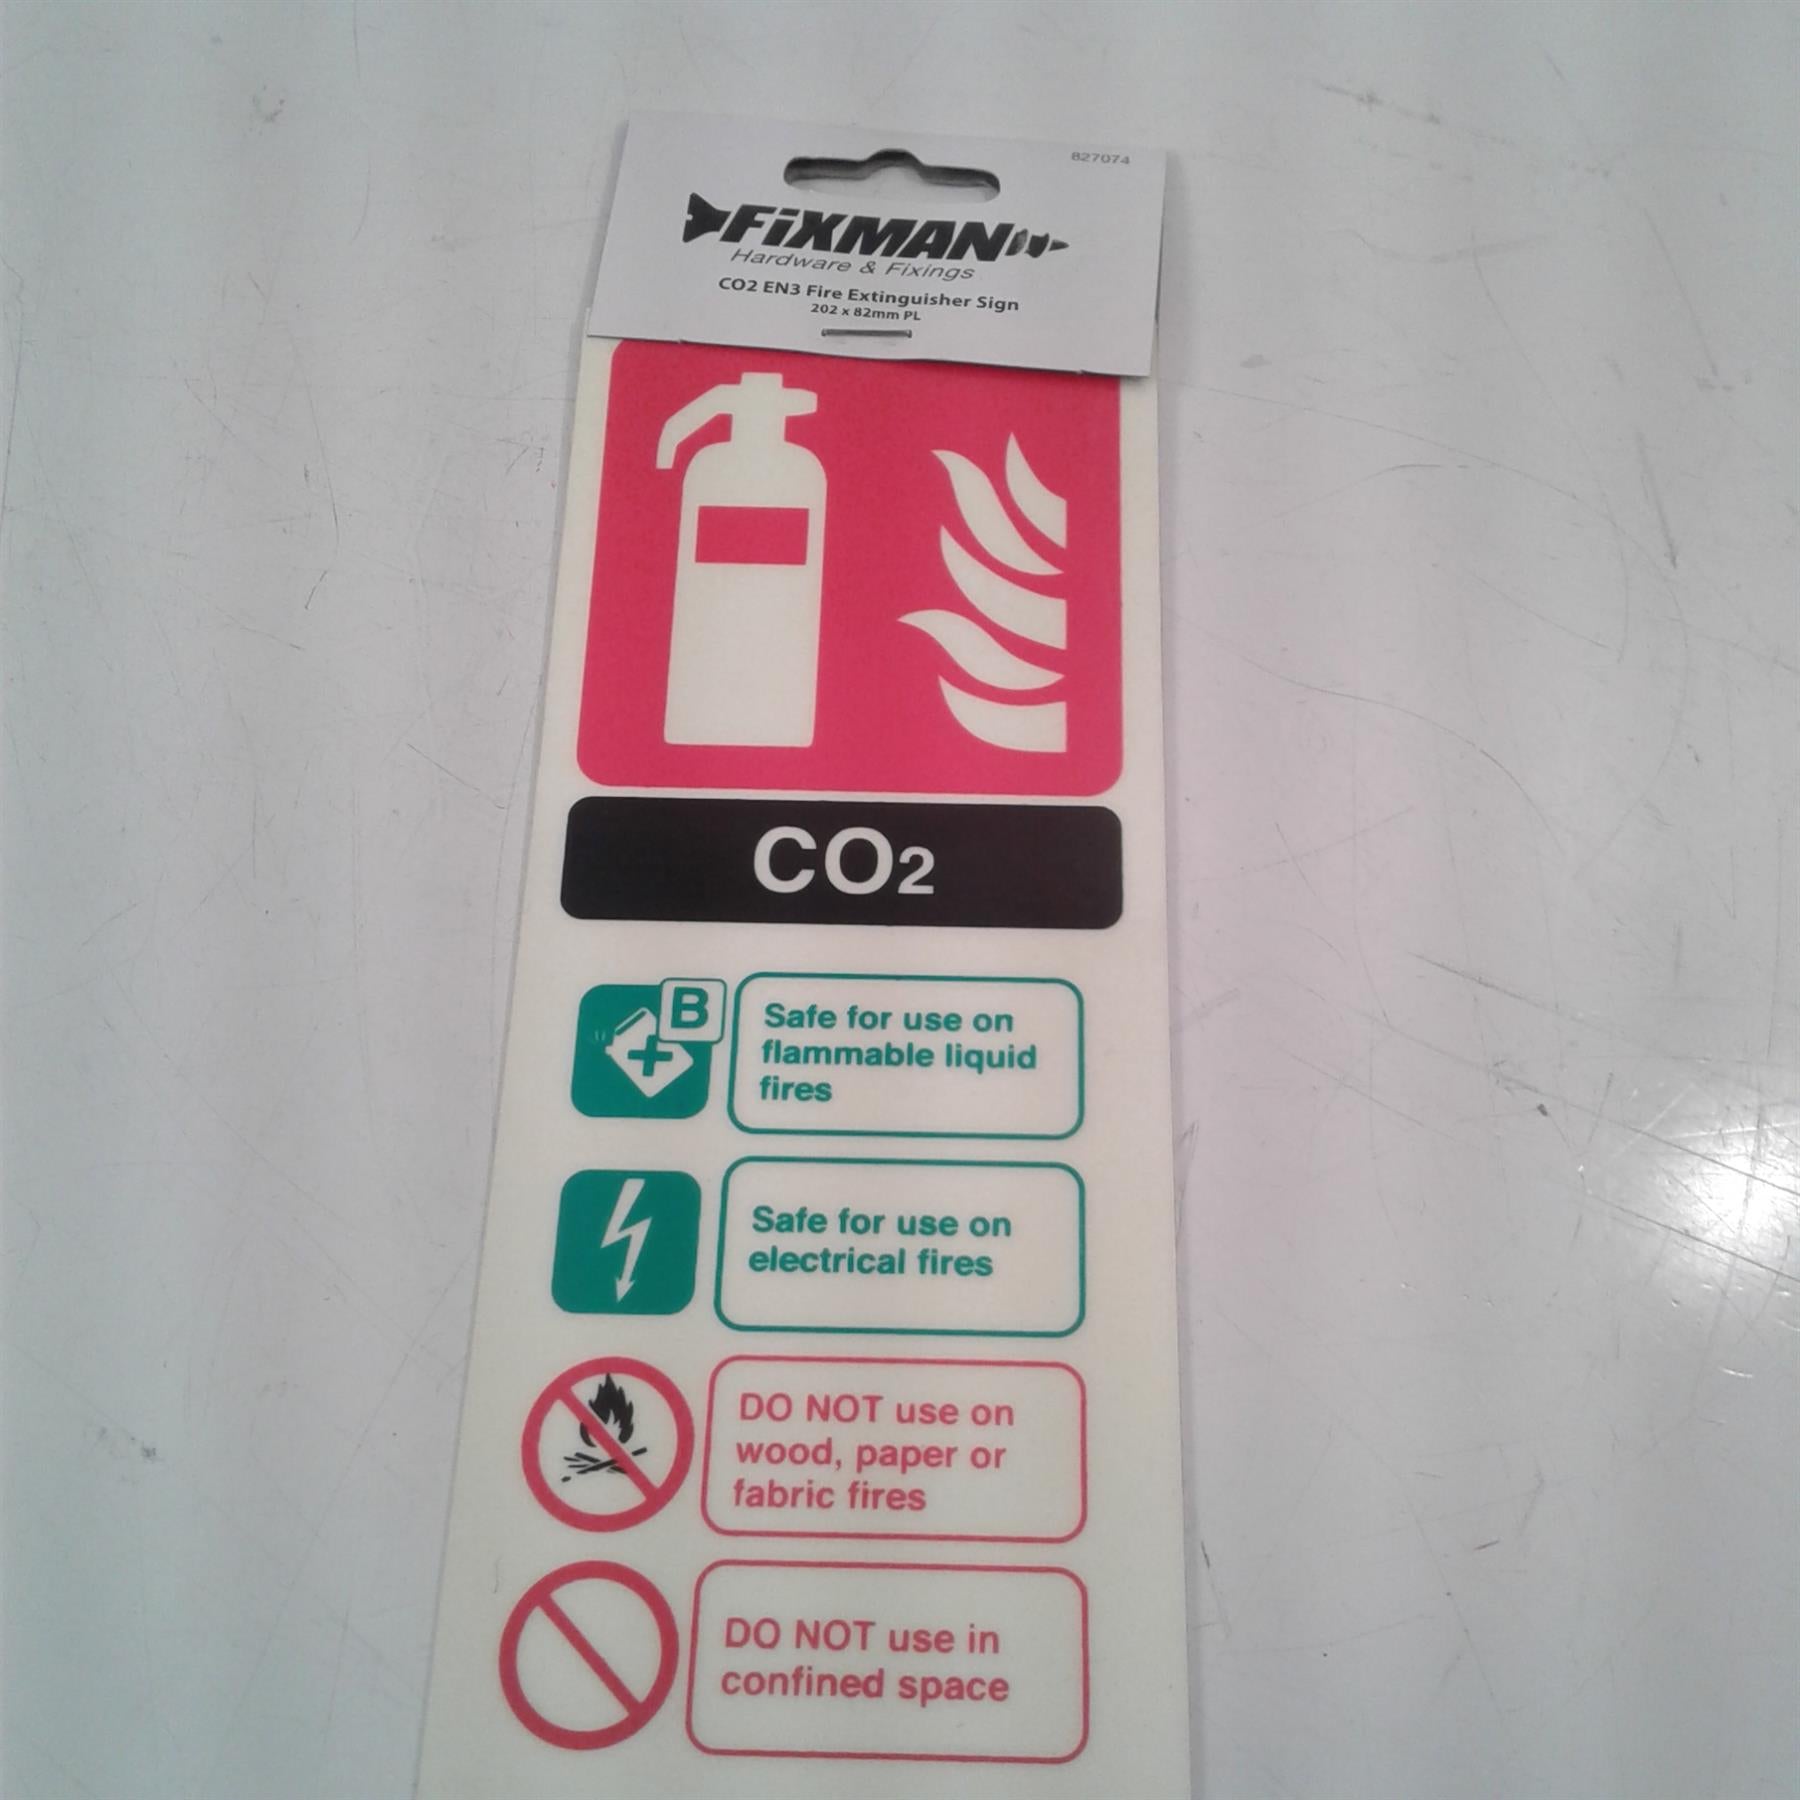 827074
FiXMAN
Hardware & Fixings
CO2 EN3 Fire Extinguisher Sign
202 x 82mm PL
CO2
B
Safe for use on
flammable liquid
fires
Safe for use on
electrical fires
DO NOT use on
wood, paper or
fabric fires
DO NOT use in
confined space